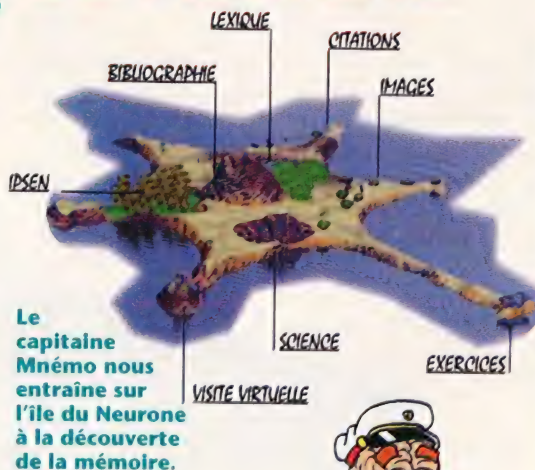 LEXIQUE
CITATIONS
BIBLIOGRAPHIE
IMAGES
IPSEN
SCIENCE
EXERCICES
VISITE VIRTUELLE
Le
capitaine
Mnémo nous
entraîne sur
l'île du Neurone
à la découverte
de la mémoire.